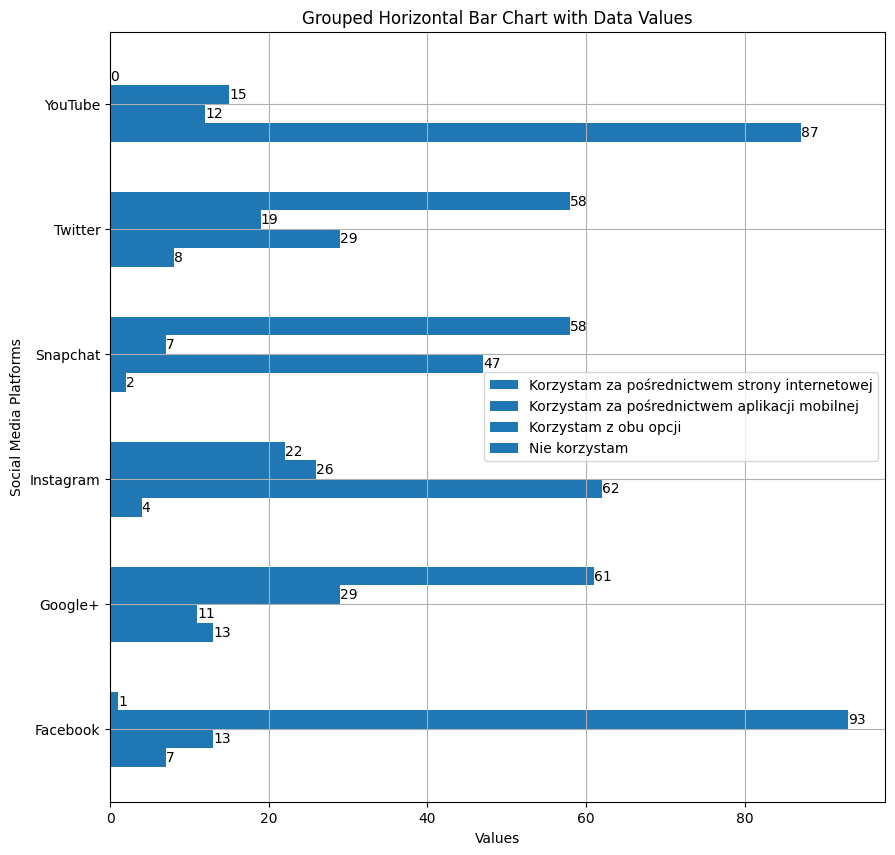 Grouped Horizontal Bar Chart with Data Values
Social Media Platforms
YouTube
0
15
12
87
Twitter
58
19
29
8
Snapchat
58
7
47
2
Instagram
22
26
62
4
Google+
61
29
11
13
Facebook
1
93
13
7
Korzystam za pośrednictwem strony internetowej
Korzystam za pośrednictwem aplikacji mobilnej
Korzystam z obu opcji
Nie korzystam
0 20 40 60 80
Values